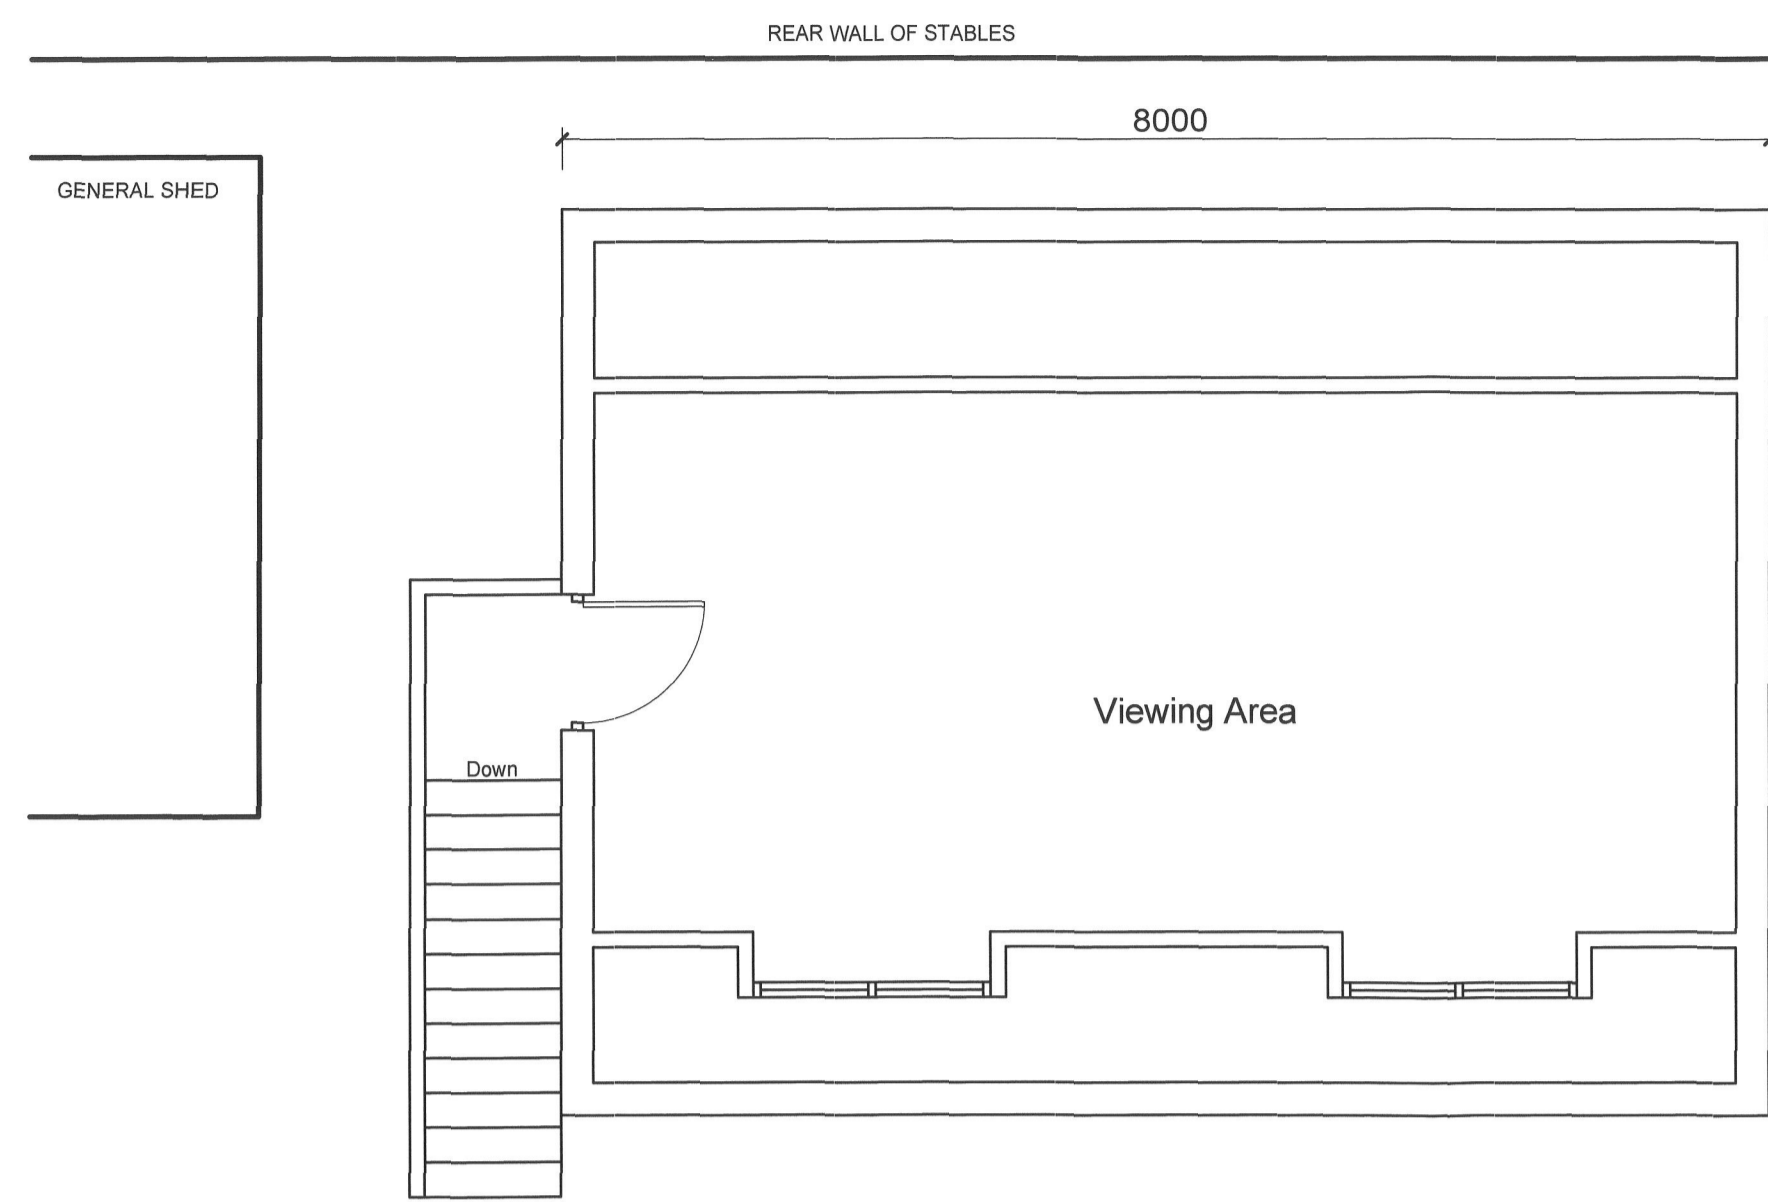 REAR WALL OF STABLES
8000
GENERAL SHED
Viewing Area
Down